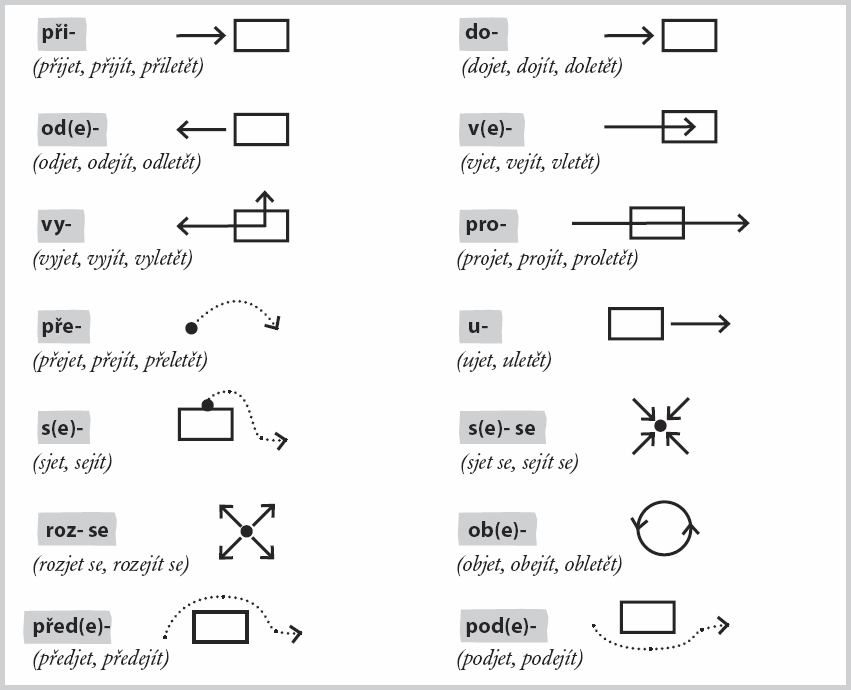 při-
(přijet, přijít, přiletět)
do-
(dojet, dojít, doletět)
od(e)-
(odjet, odejít, odletět)
v(e)-
(vjet, vejít, vletět)
vy-
(vyjet, vyjít, vyletět)
pro-
(projet, projít, proletět)
pře-
(přejet, přejít, přeletět)
u-
(ujet, uletět)
s(e)-
(sjet, sejít)
s(e)- se
(sjet se, sejít se)
roz- se
(rozjet se, rozejít se)
ob(e)-
(objet, obejít, obletět)
před(e)-
(předjet, předejít)
pod(e)-
(podjet, podejít)